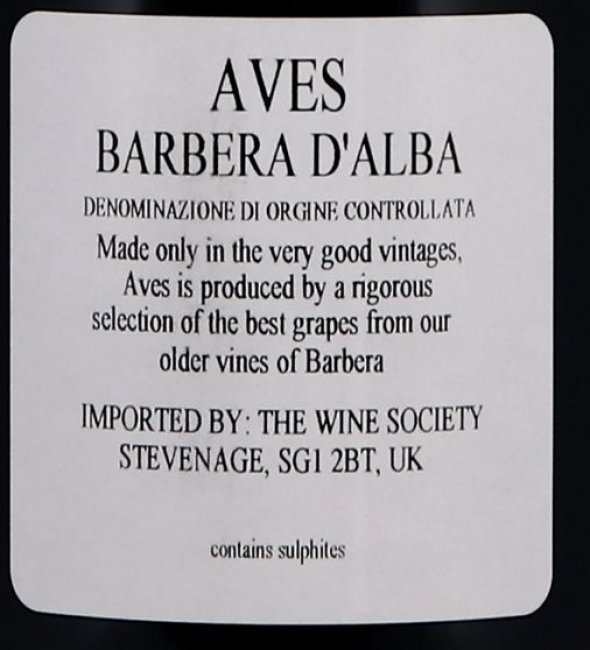 AVES
BARBERA D'ALBA
DENOMINAZIONE DI ORGINE CONTROLLATA
Made only in the very good vintages,
Aves is produced by a rigorous
selection of the best grapes from our
older vines of Barbera
IMPORTED BY: THE WINE SOCIETY
STEVENAGE, SG1 2BT, UK
contains sulphites